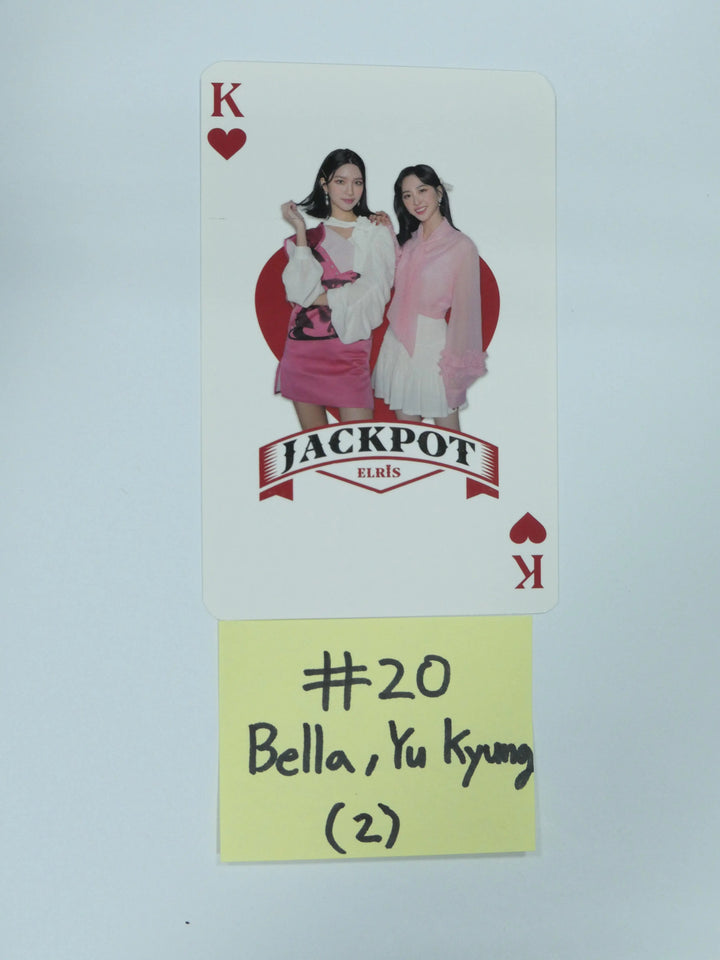 K
JACKPOT
ELRIS
K
#20
Bella, Yu Kyung
(2)